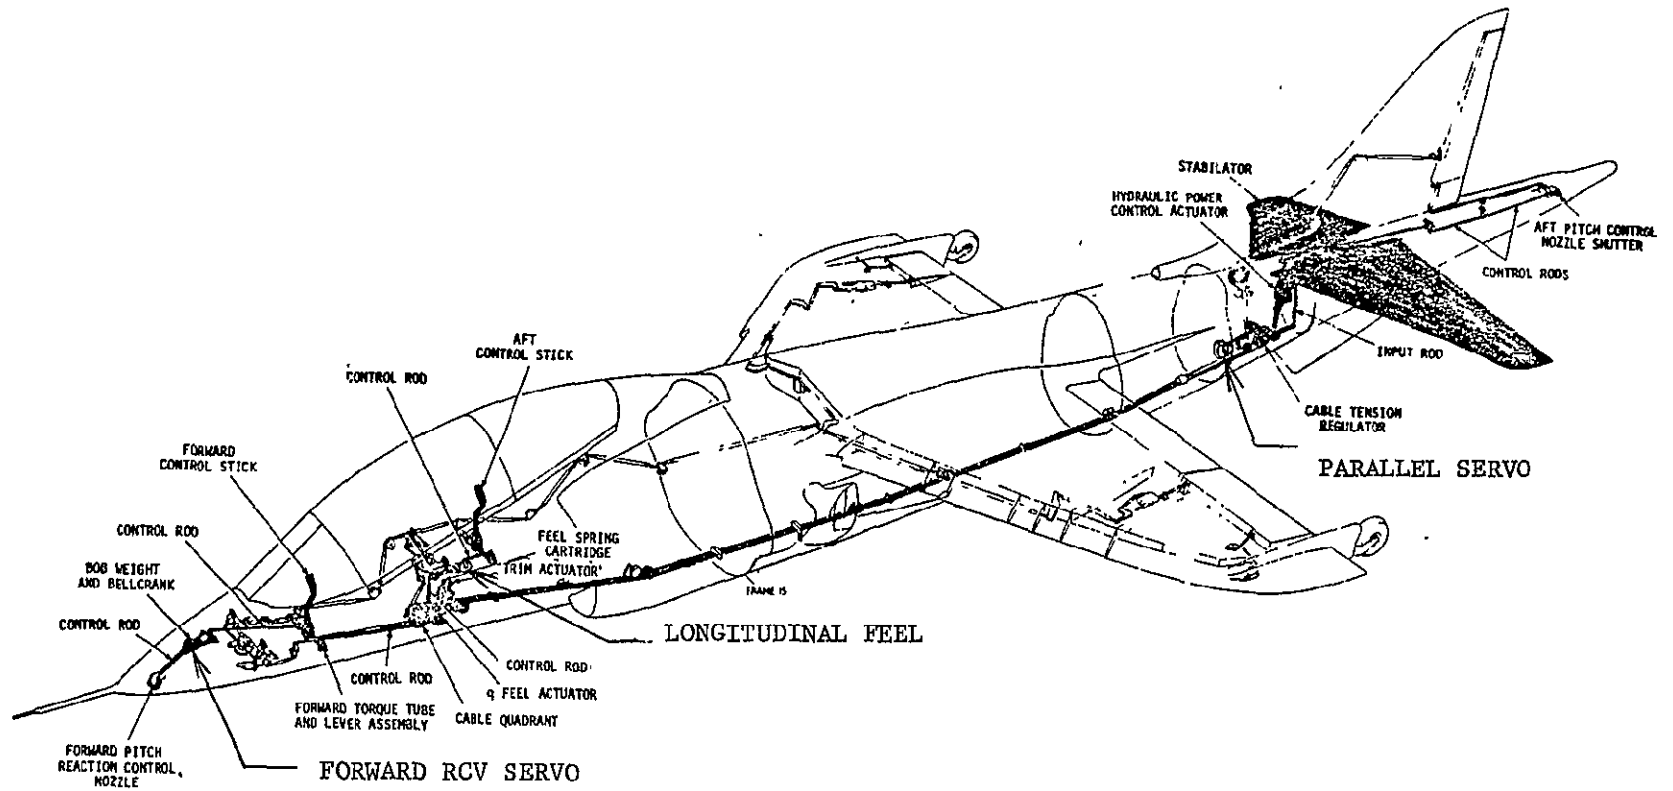 STABILATOR
HYDRAULIC POWER
CONTROL ACTUATOR
AFT PITCH CONTROL
NOZZLE SHUTTER
CONTROL RODS
INPUT ROD
CABLE TENSION
REGULATOR
PARALLEL SERVO
AFT
CONTROL STICK
CONTROL ROD
FORWARD
CONTROL STICK
CONTROL ROD
BOB WEIGHT
AND BELLCRANK
CONTROL ROD
FEEL SPRING
CARTRIDGE
TRIM ACTUATOR
FRAME 15
LONGITUDINAL FEEL
CONTROL ROD
q FEEL ACTUATOR
CABLE QUADRANT
CONTROL ROD
FORWARD TORQUE TUBE
AND LEVER ASSEMBLY
FORWARD PITCH
REACTION CONTROL
NOZZLE
FORWARD RCV SERVO